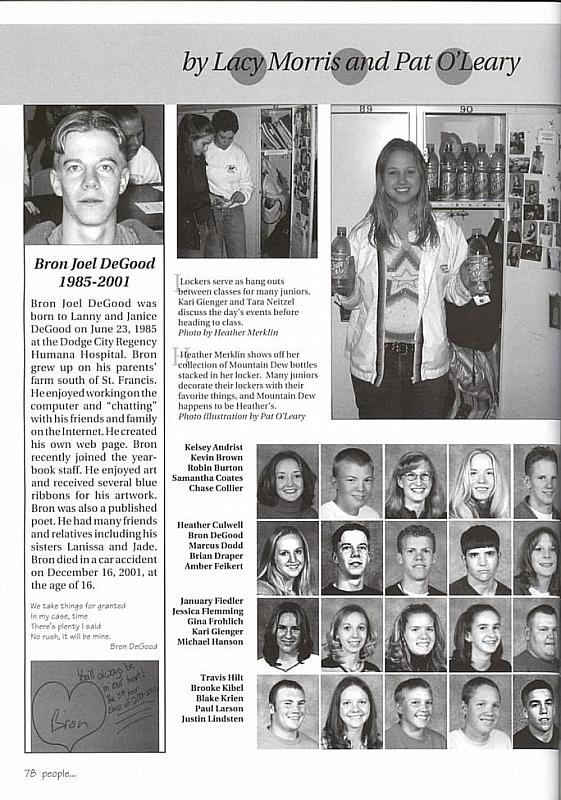 by Lacy Morris and Pat O'Leary
89
90
Bron Joel DeGood
1985-2001
Bron Joel DeGood was
born to Lanny and Janice
DeGood on June 23, 1985
at the Dodge City Regency
Humana Hospital. Bron
grew up on his parents'
farm south of St. Francis.
He enjoyed working on the
computer and "chatting"
with his friends and family
on the Internet. He created
his own web page. Bron
recently joined the year-
book staff. He enjoyed art
and received several blue
ribbons for his artwork.
Bron was also a published
poet. He had many friends
and relatives including his
sisters Lanissa and Jade.
Bron died in a car accident
on December 16, 2001, at
the age of 16.
We take things for granted
In my case, time
There's plenty I said
No rush, it will be mine.
Bron DeGood
You'll always be
in our heart!
Bron
Lockers serve as hang outs
between classes for many juniors.
Kari Gienger and Tara Neitzel
discuss the day's events before
heading to class.
Photo by Heather Merklin
Heather Merklin shows off her
collection of Mountain Dew bottles
stacked in her locker. Many juniors
decorate their lockers with their
favorite things, and Mountain Dew
happens to be Heather's.
Photo illustration by Pat O'Leary
Kelsey Andrist
Kevin Brown
Robin Burton
Samantha Coates
Chase Collier
Heather Culwell
Bron DeGood
Marcus Dodd
Brian Draper
Amber Feikert
January Fiedler
Jessica Flemming
Gina Frohlich
Kari Gienger
Michael Hanson
Travis Hilt
Brooke Kibel
Blake Krien
Paul Larson
Justin Lindsten
78 people...